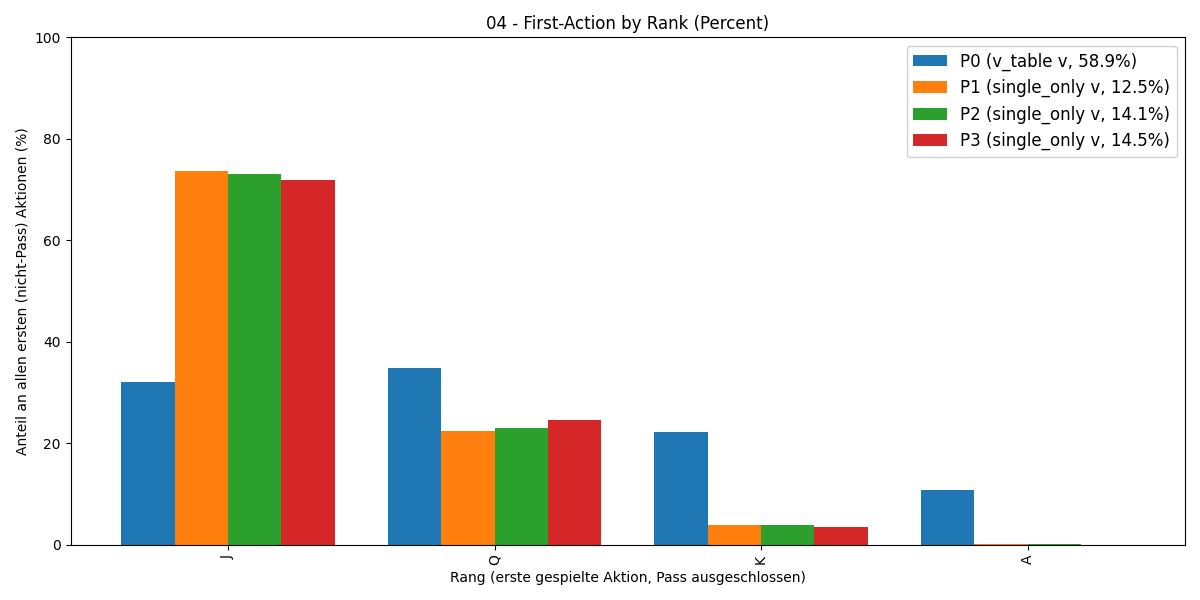 04 - First-Action by Rank (Percent)
P0 (v_table v, 58.9%)
P1 (single_only v, 12.5%)
P2 (single_only v, 14.1%)
P3 (single_only v, 14.5%)
Anteil an allen ersten (nicht-Pass) Aktionen (%)
100
80
60
40
20
0
J
Q
K
A
Rang (erste gespielte Aktion, Pass ausgeschlossen)